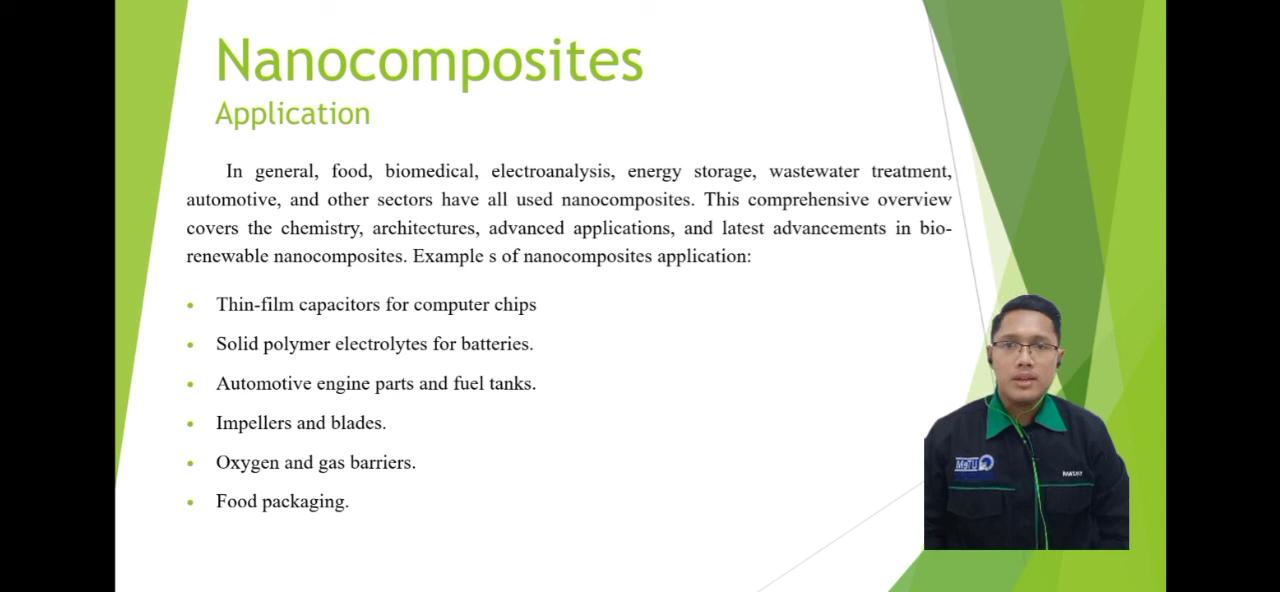 Nanocomposites
Application
In general, food, biomedical, electroanalysis, energy storage, wastewater treatment,
automotive, and other sectors have all used nanocomposites. This comprehensive overview
covers the chemistry, architectures, advanced applications, and latest advancements in bio-
renewable nanocomposites. Example s of nanocomposites application:
• Thin-film capacitors for computer chips
• Solid polymer electrolytes for batteries.
• Automotive engine parts and fuel tanks.
• Impellers and blades.
• Oxygen and gas barriers.
• Food packaging.